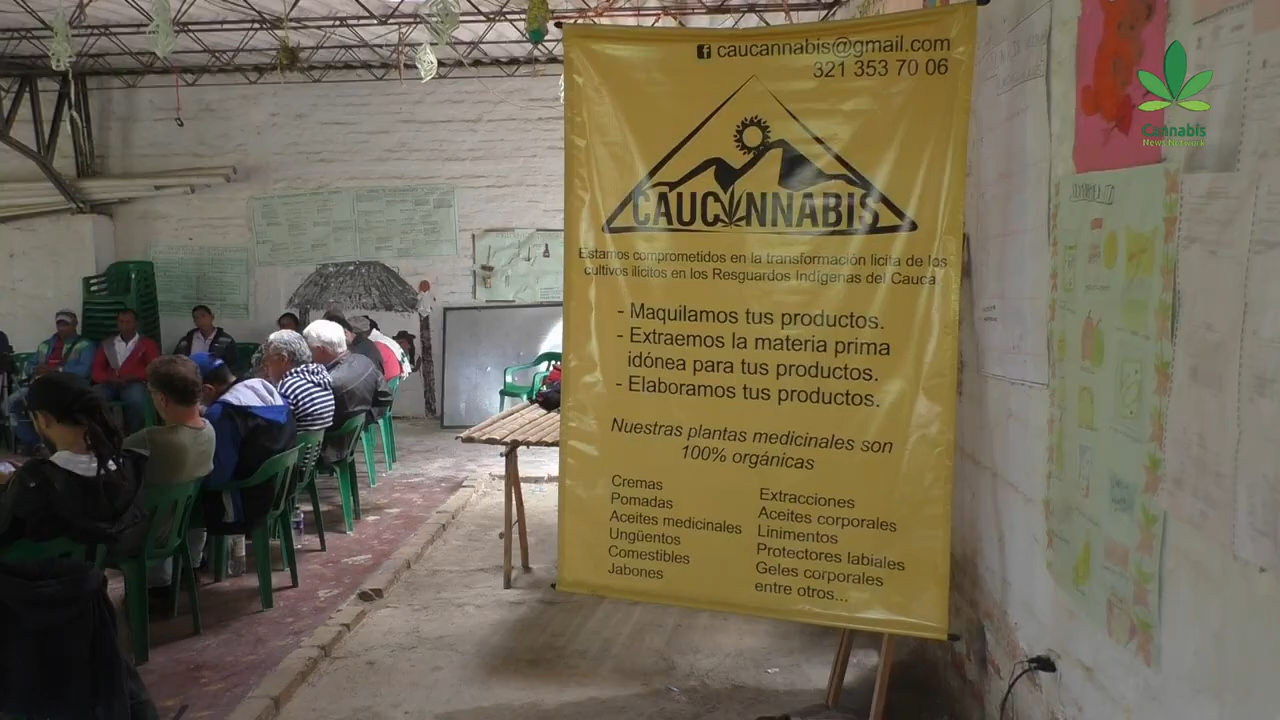 caucannabis@gmail.com
321 353 70 06
CAUCANNABIS
Estamos comprometidos en la transformación licita de los
cultivos ilícitos en los Resguardos Indígenas del Cauca
- Maquilamos tus productos.
- Extraemos la materia prima
idónea para tus productos.
- Elaboramos tus productos.
Nuestras plantas medicinales son
100% orgánicas
Cremas
Pomadas
Aceites medicinales
Ungüentos
Comestibles
Jabones
Extracciones
Aceites corporales
Linimentos
Protectores labiales
Geles corporales
entre otros...
Cannabis
News Network